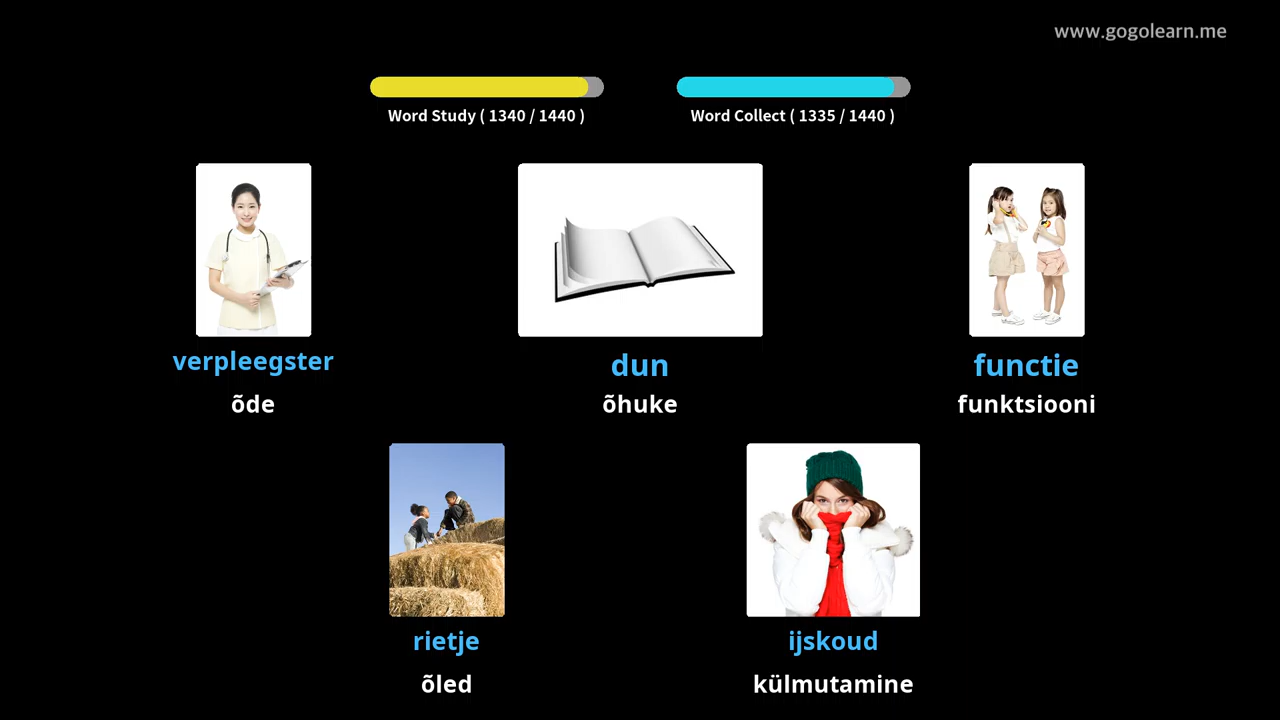 www.gogolearn.me
Word Study ( 1340 / 1440 )
Word Collect ( 1335 / 1440 )
verpleegster
õde
dun
õhuke
functie
funktsiooni
rietje
õled
ijskoud
külmutamine